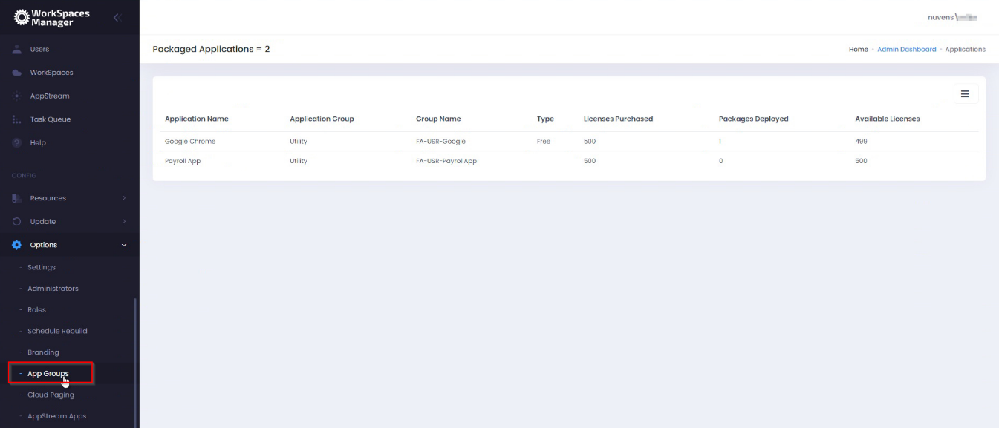 WorkSpaces
Manager
nuvens\
Users
WorkSpaces
AppStream
Task Queue
Help
CONFIG
Resources
Update
Options
- Settings
- Administrators
- Roles
- Schedule Rebuild
- Branding
- App Groups
- Cloud Paging
- AppStream Apps
Packaged Applications = 2
Home • Admin Dashboard • Applications
Application Name Application Group Group Name Type Licenses Purchased Packages Deployed Available Licenses
Google Chrome Utility FA-USR-Google Free 500 1 499
Payroll App Utility FA-USR-PayrollApp 500 0 500